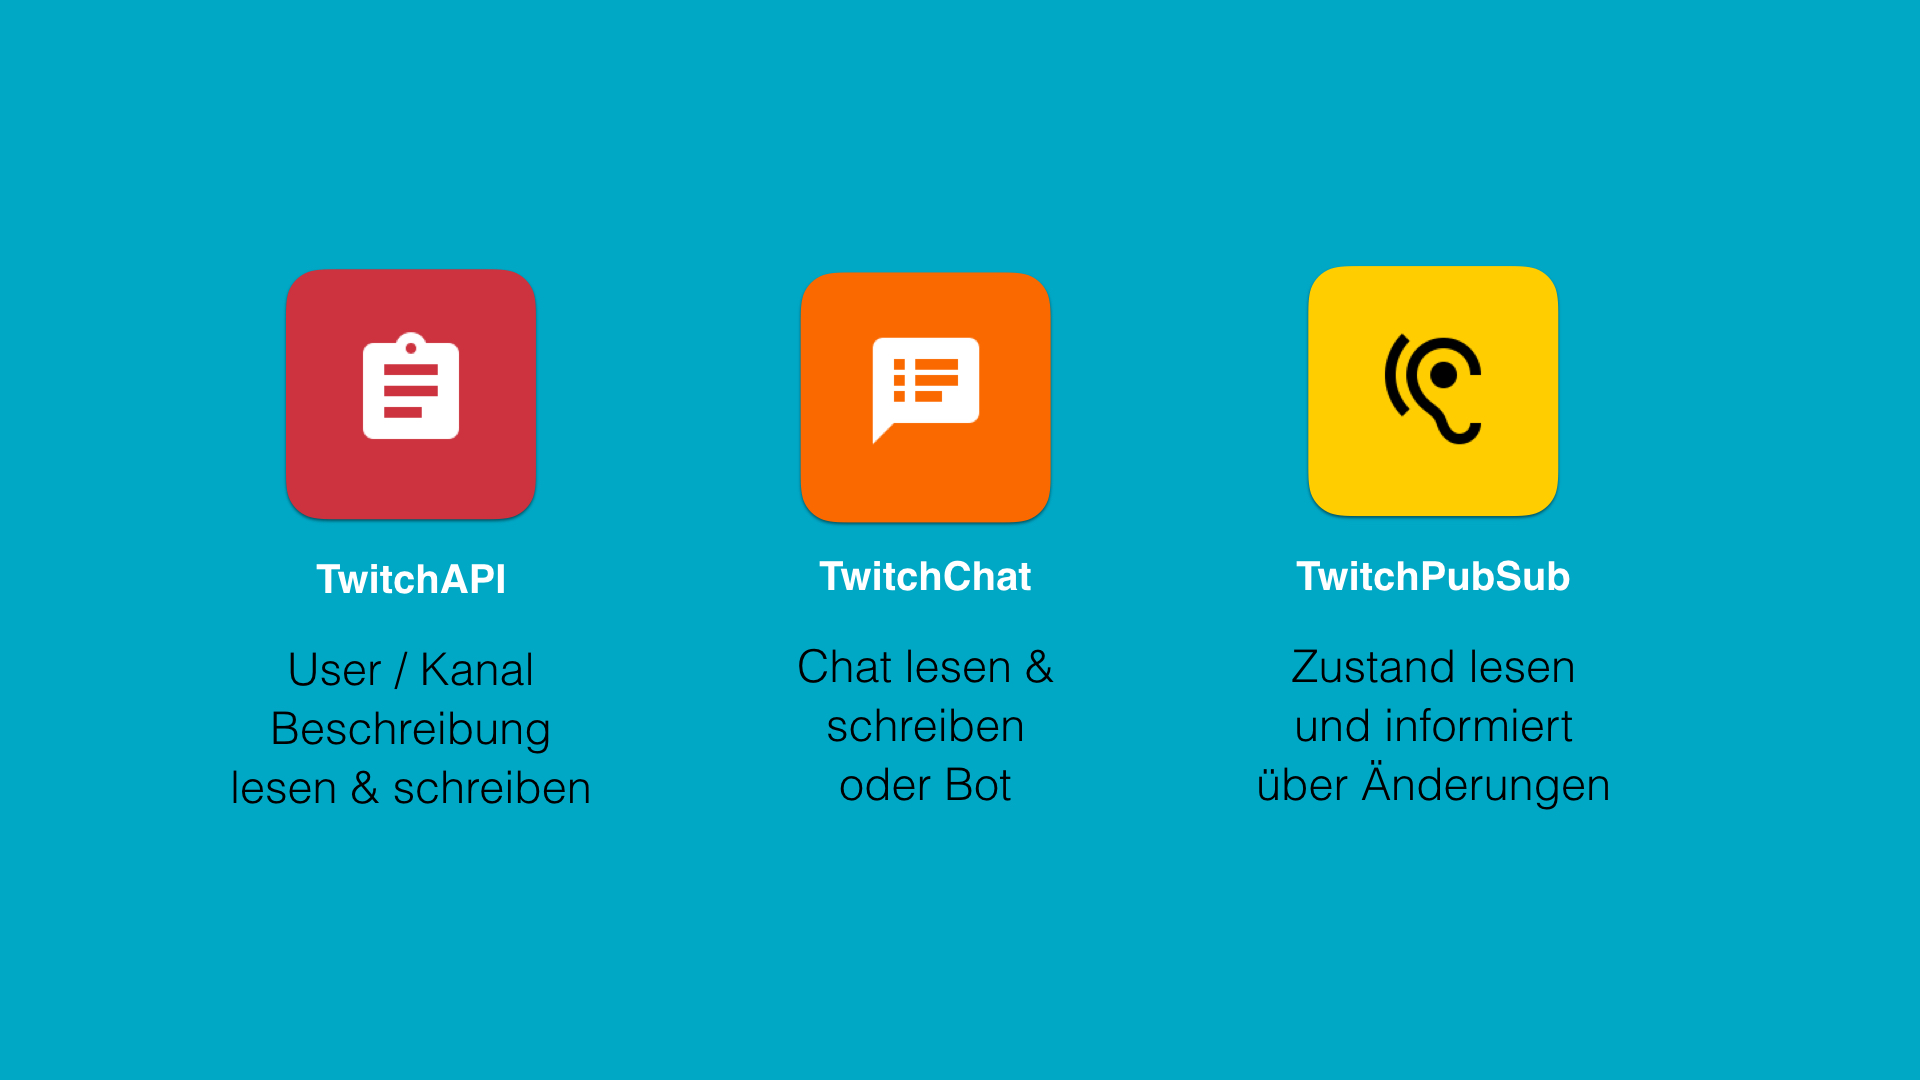 TwitchAPI
User / Kanal
Beschreibung
lesen & schreiben
TwitchChat
Chat lesen &
schreiben
oder Bot
TwitchPubSub
Zustand lesen
und informiert
über Änderungen